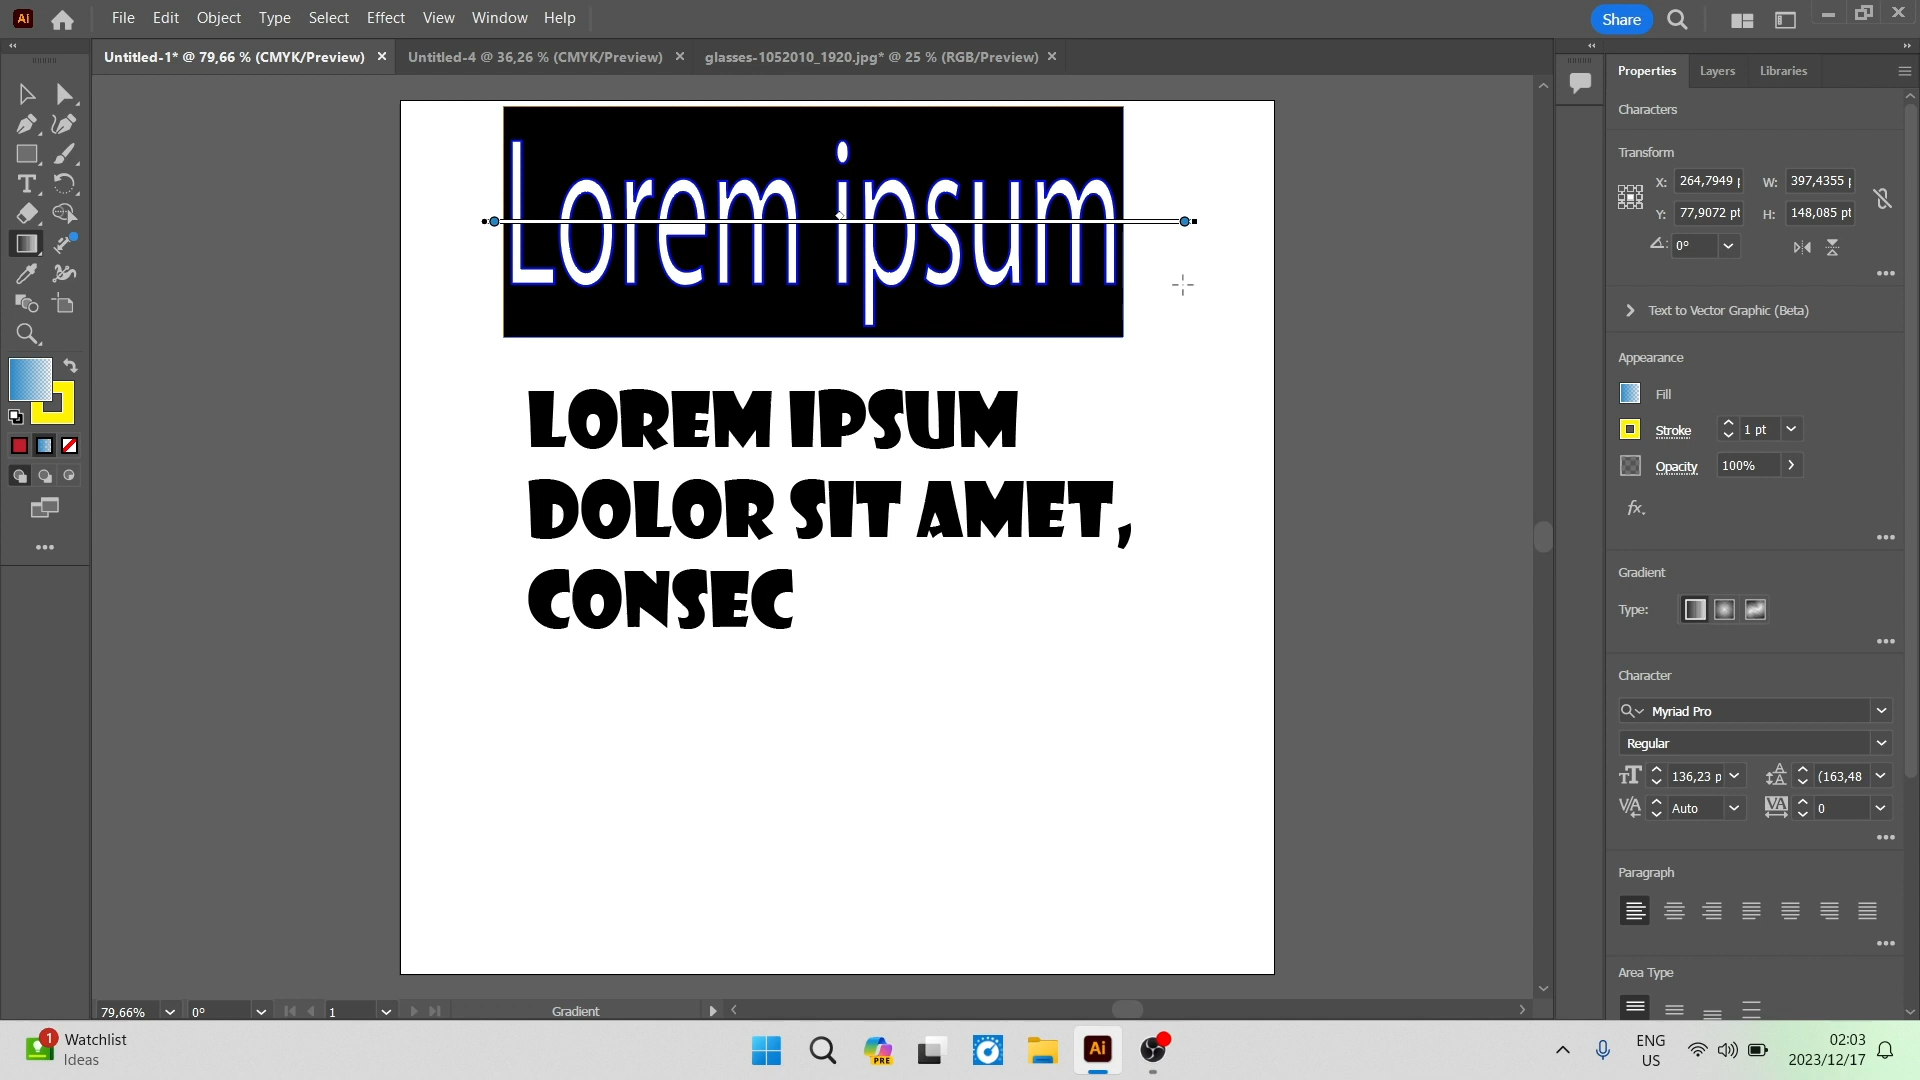 Ai File Edit Object Type Select Effect View Window Help Share
Untitled-1* @ 79,66 % (CMYK/Preview) Untitled-4 @ 36,26 % (CMYK/Preview) glasses-1052010_1920.jpg* @ 25 % (RGB/Preview)
Properties Layers Libraries
Characters
Transform
X: 264,7949 W: 397,4355
Y: 77,9072 pt H: 148,085 pt
0°
Text to Vector Graphic (Beta)
Appearance
Fill
Stroke 1 pt
Opacity 100%
fx.
Gradient
Type:
Character
Myriad Pro
Regular
136,23 p (163,48
Auto 0
Paragraph
Area Type
Lorem ipsum
LOREM IPSUM
DOLOR SIT AMET,
CONSEC
79,66% 0° 1 Gradient
1 Watchlist
Ideas
PRE
Ai
ENG
US
02:03
2023/12/17